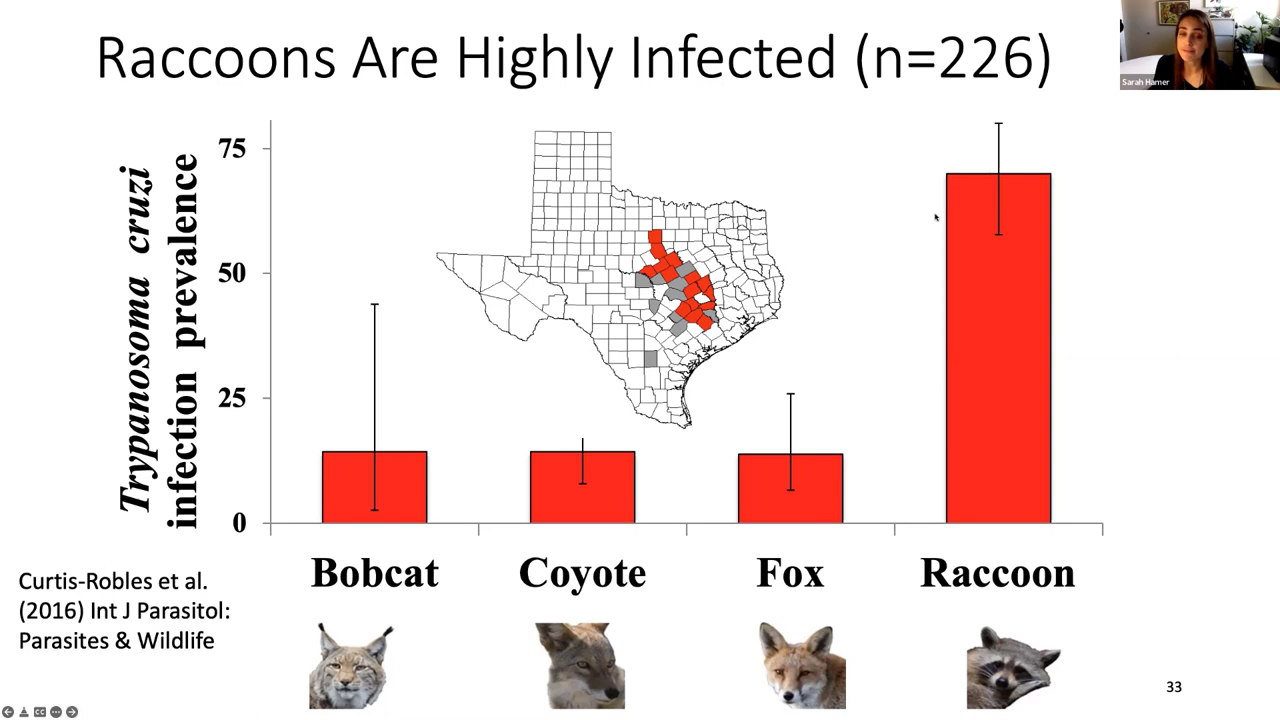 Raccoons Are Highly Infected (n=226)
Sarah Hamer
Trypanosoma cruzi
infection prevalence
75
50
25
0
Bobcat Coyote Fox Raccoon
Curtis-Robles et al.
(2016) Int J Parasitol:
Parasites & Wildlife
33
CC